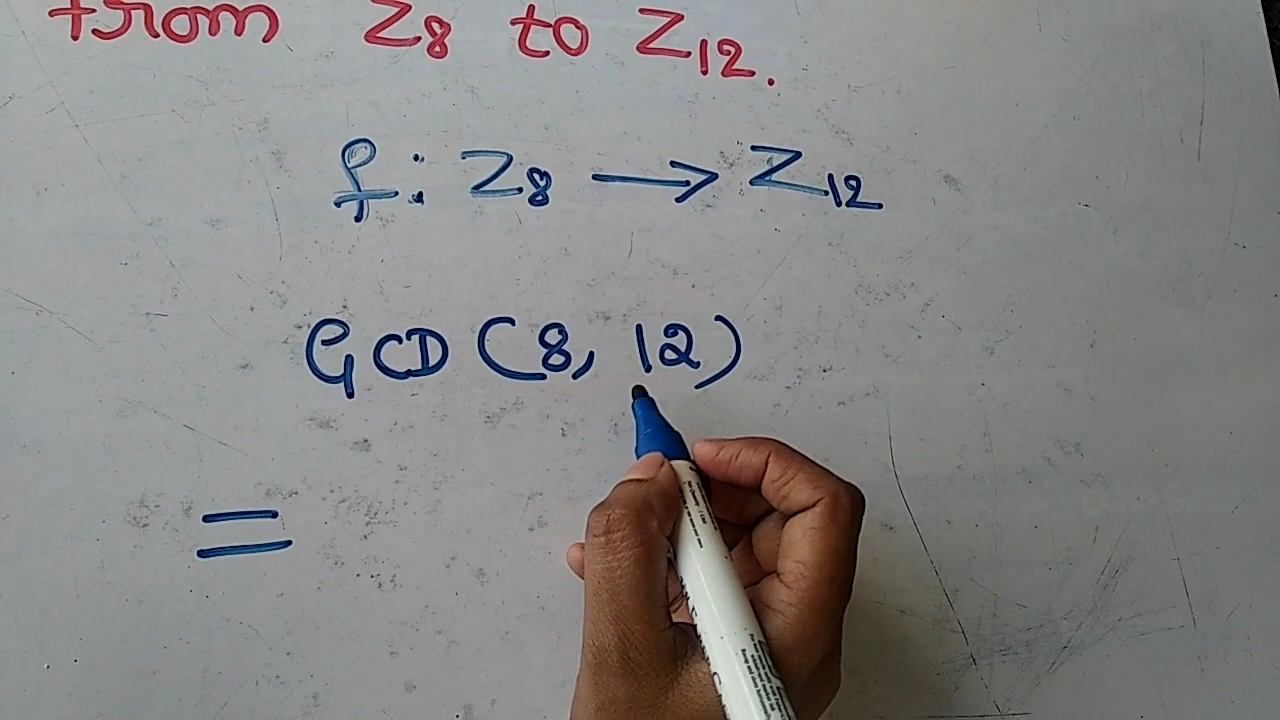 from Z₈ to Z₁₂.
f: Z₈ ⟶ Z₁₂
GCD (8, 12)
=